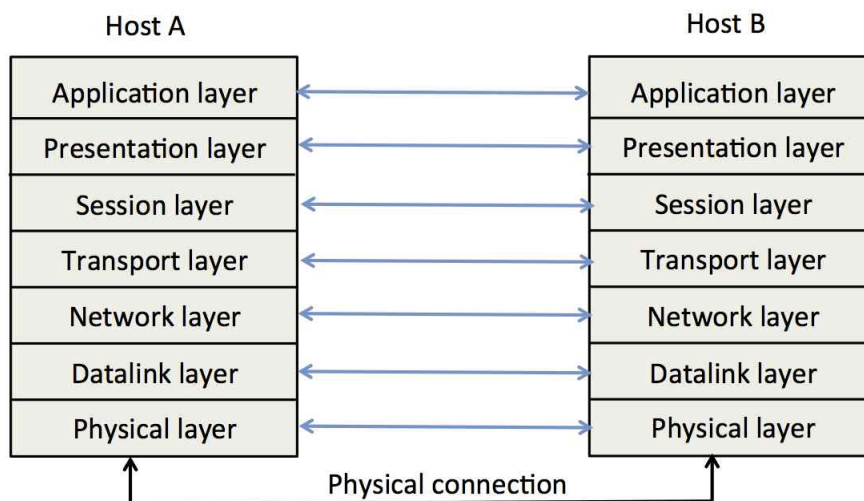 Host A
Host B
Application layer
Application layer
Presentation layer
Presentation layer
Session layer
Session layer
Transport layer
Transport layer
Network layer
Network layer
Datalink layer
Datalink layer
Physical layer
Physical layer
Physical connection